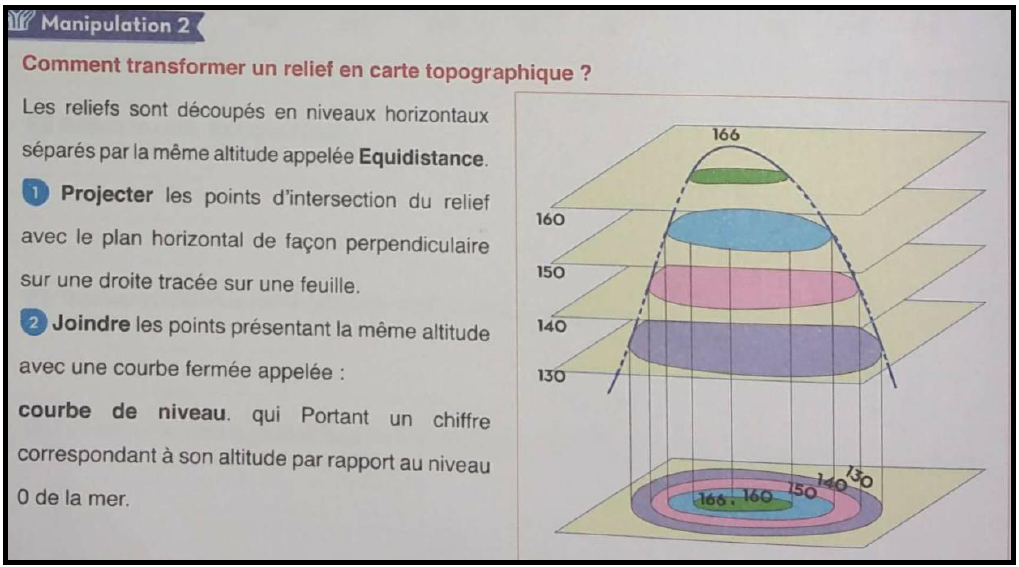 Manipulation 2
Comment transformer un relief en carte topographique ?
Les reliefs sont découpés en niveaux horizontaux
séparés par la même altitude appelée Equidistance.
1 Projecter les points d'intersection du relief
avec le plan horizontal de façon perpendiculaire
sur une droite tracée sur une feuille.
2 Joindre les points présentant la même altitude
avec une courbe fermée appelée :
courbe de niveau. qui Portant un chiffre
correspondant à son altitude par rapport au niveau
0 de la mer.
166
160
150
140
130
166. 160 150 140 130